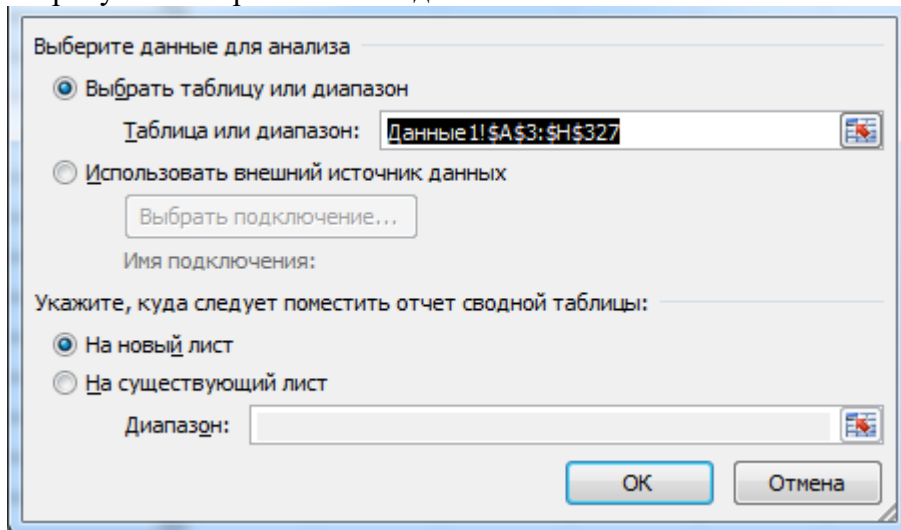 Выберите данные для анализа
Выбрать таблицу или диапазон
Таблица или диапазон: Данные1!$A$3:$H$327
Использовать внешний источник данных
Выбрать подключение...
Имя подключения:
Укажите, куда следует поместить отчет сводной таблицы:
На новый лист
На существующий лист
Диапазон:
ОК Отмена